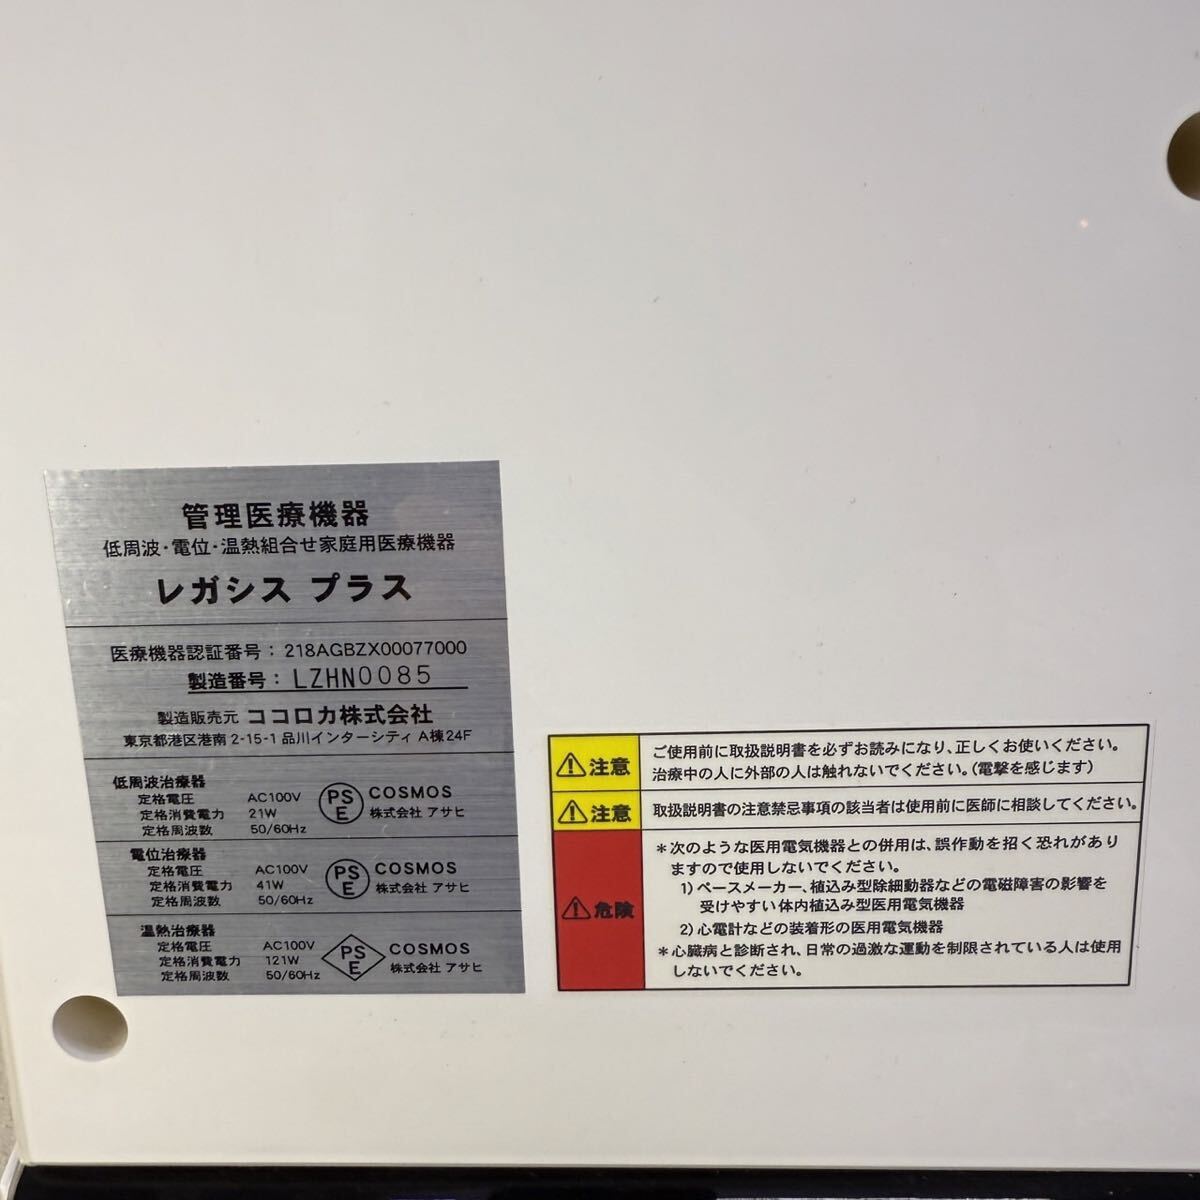 管理医療機器
低周波・電位・温熱組合せ家庭用医療機器
レガシス プラス
医療機器認証番号：218AGBZX00077000
製造番号：LZHN0085
製造販売元 ココロカ株式会社
東京都港区港南2-15-1品川インターシティA棟24F
低周波治療器
定格電圧 AC100V
定格消費電力 21W
定格周波数 50/60Hz
PS
E
COSMOS
株式会社 アサヒ
電位治療器
定格電圧 AC100V
定格消費電力 41W
定格周波数 50/60Hz
PS
E
COSMOS
株式会社 アサヒ
温熱治療器
定格電圧 AC100V
定格消費電力 121W
定格周波数 50/60Hz
PS
E
COSMOS
株式会社 アサヒ
注意
ご使用前に取扱説明書を必ずお読みになり、正しくお使いください。
治療中の人に外部の人は触れないでください。(電撃を感じます)
注意
取扱説明書の注意禁忌事項の該当者は使用前に医師に相談してください。
危険
＊次のような医用電気機器との併用は、誤作動を招く恐れがあり
ますので使用しないでください。
1)ペースメーカー、植込み型除細動器などの電磁障害の影響を
受けやすい体内植込み型医用電気機器
2)心電計などの装着形の医用電気機器
＊心臓病と診断され、日常の過激な運動を制限されている人は使用
しないでください。